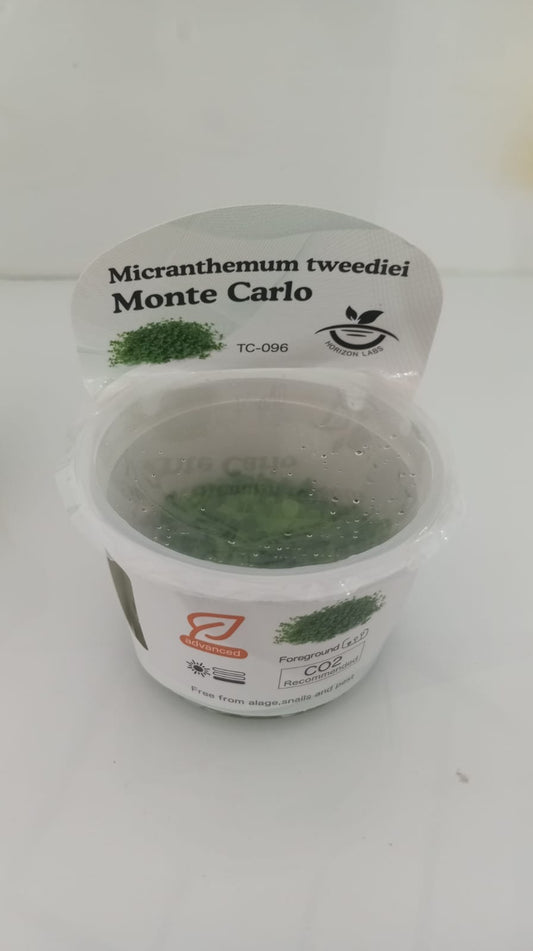 Micranthemum tweediei
Monte Carlo
TC-096
HORIZON LABS
advanced
Foreground
CO2
Recommended
Free from alage,snails and pest